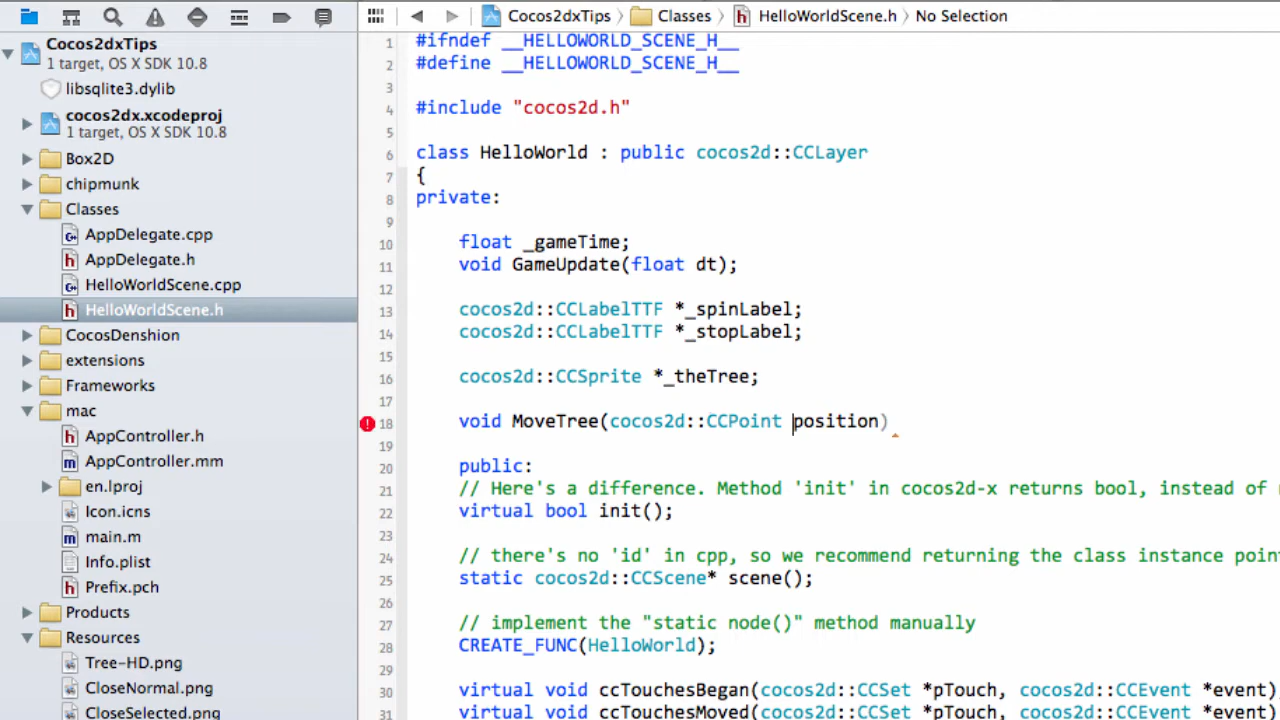 Cocos2dxTips
Classes
HelloWorldScene.h
No Selection
Cocos2dxTips
1 target, OS X SDK 10.8
libsqlite3.dylib
cocos2dx.xcodeproj
1 target, OS X SDK 10.8
Box2D
chipmunk
Classes
AppDelegate.cpp
AppDelegate.h
HelloWorldScene.cpp
HelloWorldScene.h
CocosDenshion
extensions
Frameworks
mac
AppController.h
AppController.mm
en.lproj
Icon.icns
main.m
Info.plist
Prefix.pch
Products
Resources
Tree-HD.png
CloseNormal.png
CloseSelected.png
1 #ifndef __HELLOWORLD_SCENE_H__
2 #define __HELLOWORLD_SCENE_H__
3
4 #include "cocos2d.h"
5
6 class HelloWorld : public cocos2d::CCLayer
7 {
8 private:
9
10 float _gameTime;
11 void GameUpdate(float dt);
12
13 cocos2d::CCLabelTTF *_spinLabel;
14 cocos2d::CCLabelTTF *_stopLabel;
15
16 cocos2d::CCSprite *_theTree;
17
18 void MoveTree(cocos2d::CCPoint position)
19
20 public:
21 // Here's a difference. Method 'init' in cocos2d-x returns bool, instead of
22 virtual bool init();
23
24 // there's no 'id' in cpp, so we recommend returning the class instance poin
25 static cocos2d::CCScene* scene();
26
27 // implement the "static node()" method manually
28 CREATE_FUNC(HelloWorld);
29
30 virtual void ccTouchesBegan(cocos2d::CCSet *pTouch, cocos2d::CCEvent *event)
31 virtual void ccTouchesMoved(cocos2d::CCSet *pTouch, cocos2d::CCEvent *event)